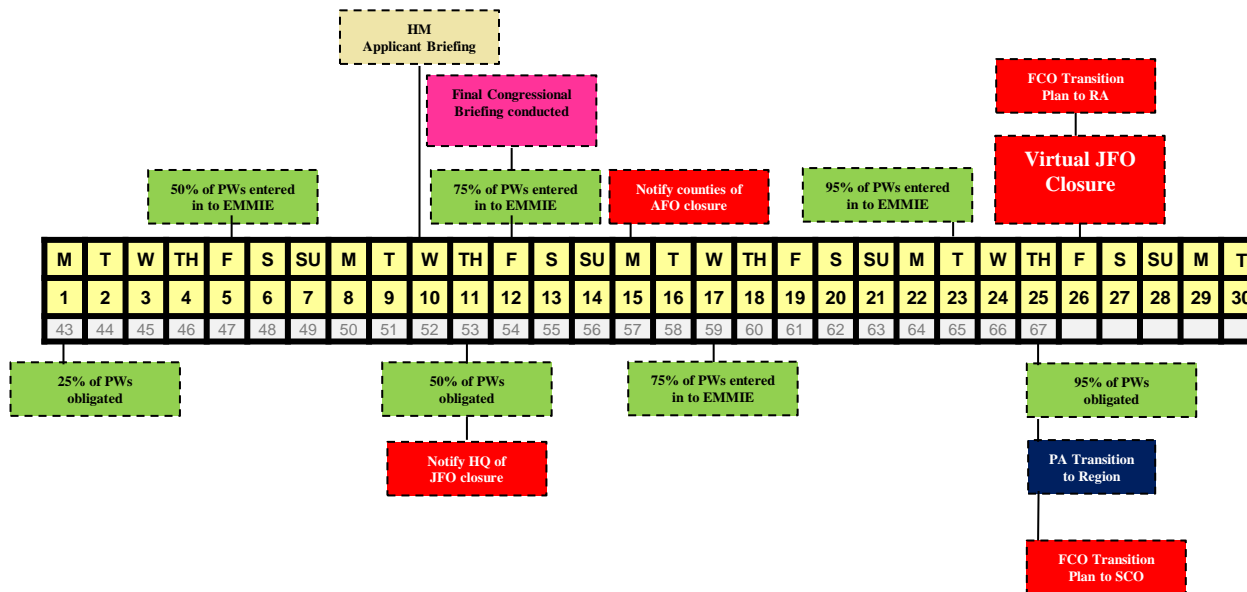 HM
Applicant Briefing
Final Congressional
Briefing conducted
FCO Transition
Plan to RA
Virtual JFO
Closure
50% of PWs entered
in to EMMIE
75% of PWs entered
in to EMMIE
Notify counties of
AFO closure
95% of PWs entered
in to EMMIE
M T W TH F S SU M T W TH F S SU M T W TH F S SU M T W TH F S SU M T
1 2 3 4 5 6 7 8 9 10 11 12 13 14 15 16 17 18 19 20 21 22 23 24 25 26 27 28 29 30
43 44 45 46 47 48 49 50 51 52 53 54 55 56 57 58 59 60 61 62 63 64 65 66 67
25% of PWs
obligated
50% of PWs
obligated
75% of PWs entered
in to EMMIE
95% of PWs
obligated
Notify HQ of
JFO closure
PA Transition
to Region
FCO Transition
Plan to SCO